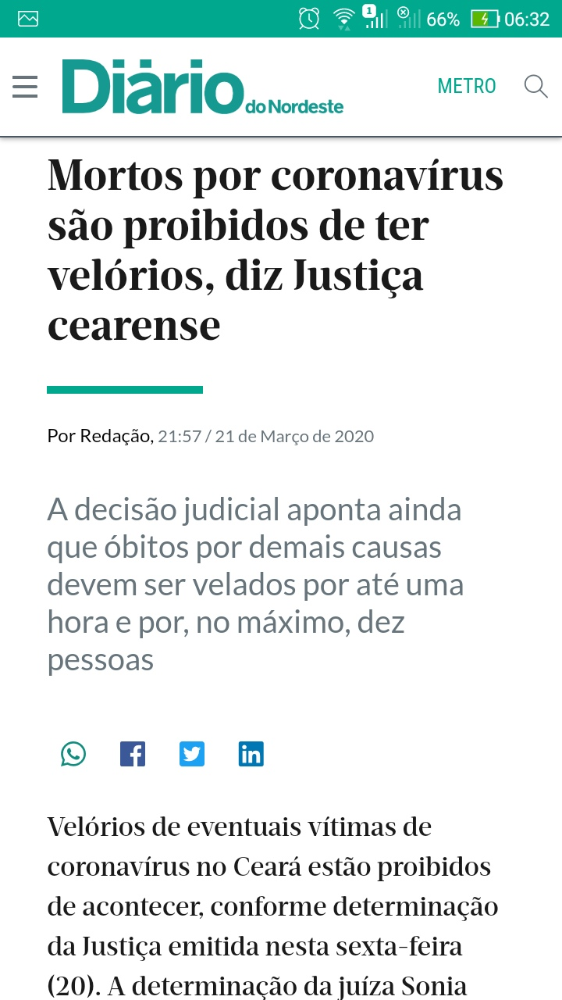 1
66%
06:32
Diário do Nordeste
METRO
Mortos por coronavírus
são proibidos de ter
velórios, diz Justiça
cearense
Por Redação, 21:57 / 21 de Março de 2020
A decisão judicial aponta ainda
que óbitos por demais causas
devem ser velados por até uma
hora e por, no máximo, dez
pessoas
Velórios de eventuais vítimas de
coronavírus no Ceará estão proibidos
de acontecer, conforme determinação
da Justiça emitida nesta sexta-feira
(20). A determinação da juíza Sonia